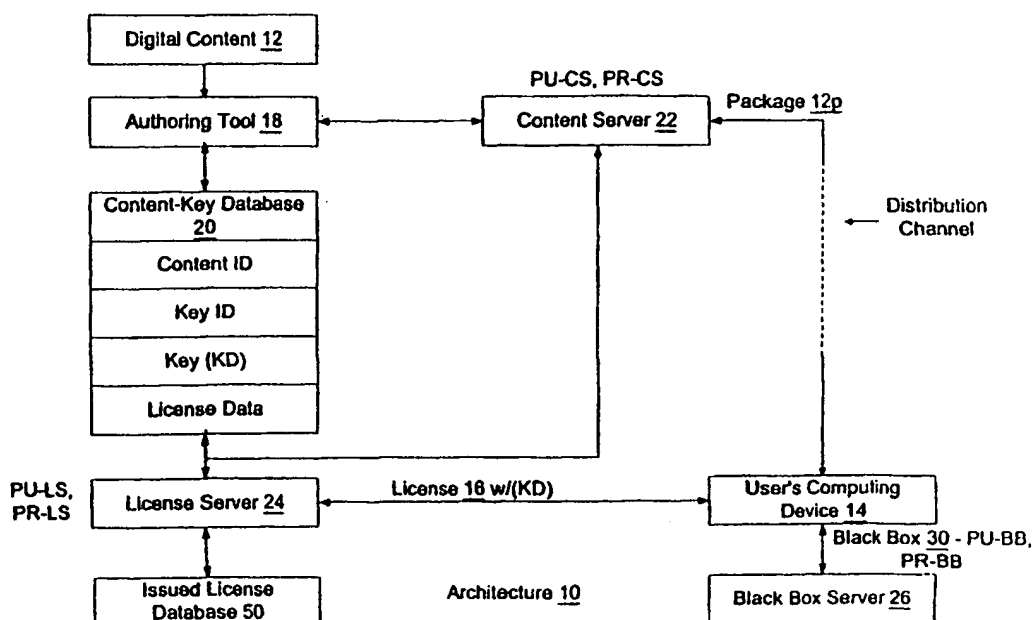 Digital Content 12
PU-CS, PR-CS
Package 12p
Authoring Tool 18
Content Server 22
Content-Key Database
20
Distribution
Channel
Content ID
Key ID
Key (KD)
License Data
PU-LS,
PR-LS
License Server 24
License 16 w/(KD)
User's Computing
Device 14
Black Box 30 - PU-BB,
PR-BB
Issued License
Database 50
Architecture 10
Black Box Server 26